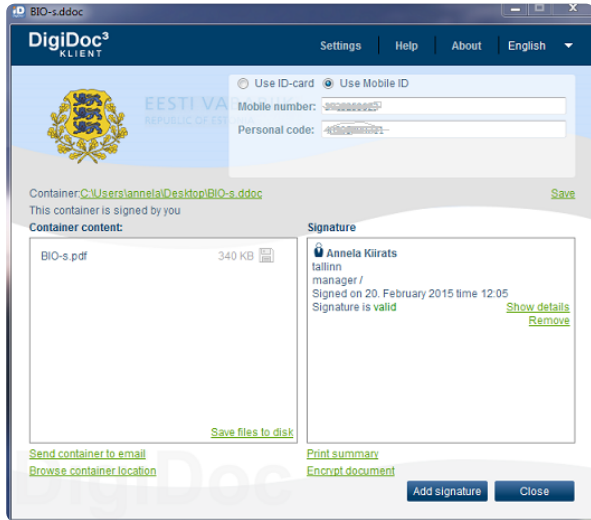 BIO-s.ddoc
DigiDoc³
KLIENT
Settings
Help
About
English
Use ID-card
Use Mobile ID
EESTI VA
REPUBLIC OF
Mobile number:
Personal code:
Container:C:\Users\annela\Desktop\BIO-s.ddoc
Save
This container is signed by you
Container content:
Signature
BIO-s.pdf 340 KB
Annela Kiirats
tallinn
manager /
Signed on 20. February 2015 time 12:05
Signature is valid
Show details
Remove
Save files to disk
Send container to email
Browse container location
Print summary
Encrypt document
DigiDoc
Add signature
Close